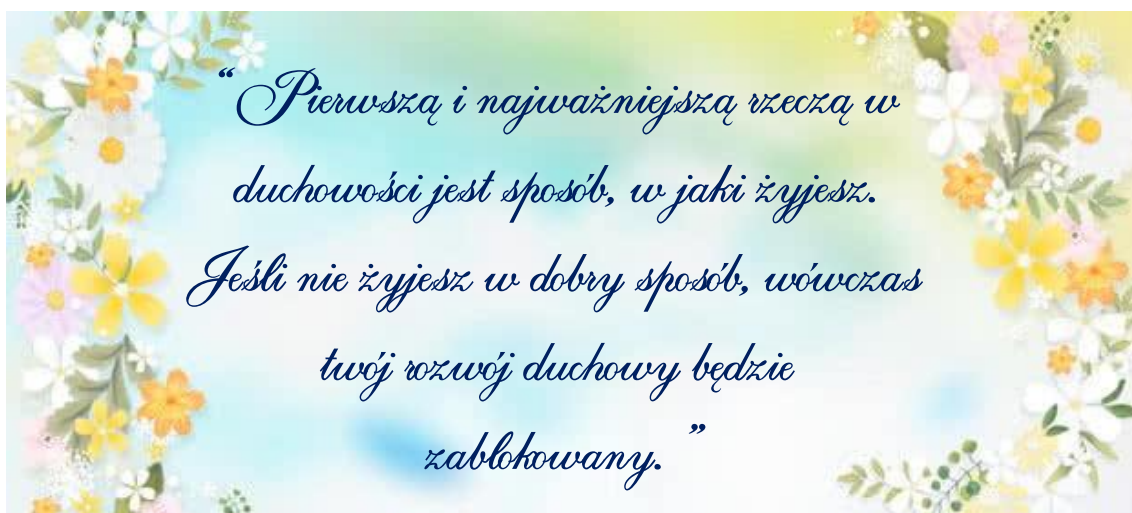 “Pierwszą i najważniejszą rzeczą w
duchowości jest sposób, w jaki żyjesz.
Jeśli nie żyjesz w dobry sposób, wówczas
twój rozwój duchowy będzie
zablokowany.”